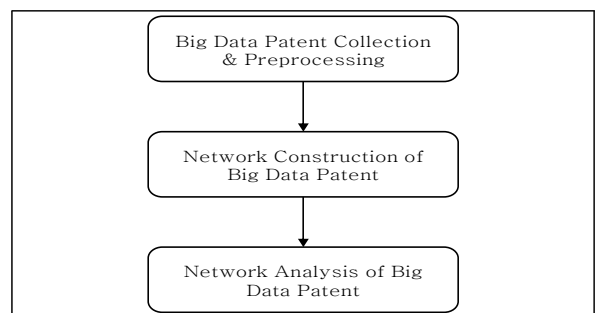 Big Data Patent Collection
& Preprocessing
Network Construction of
Big Data Patent
Network Analysis of Big
Data Patent